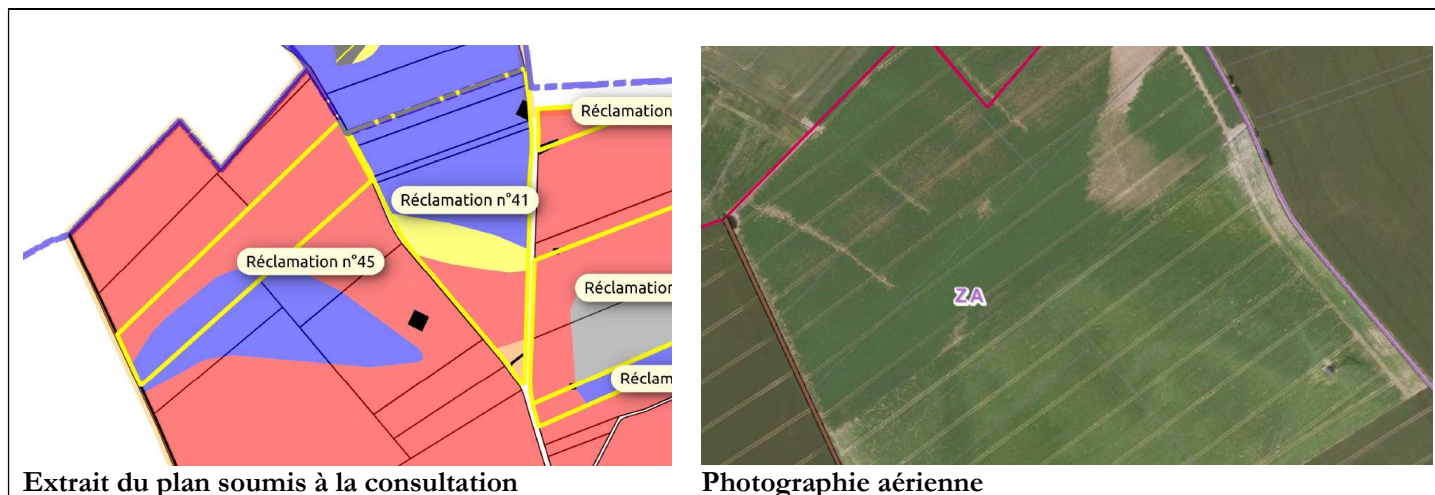 Réclamation
Réclamation n°41
Réclamation n°45
Réclamation
Réclam
ZA
Extrait du plan soumis à la consultation
Photographie aérienne